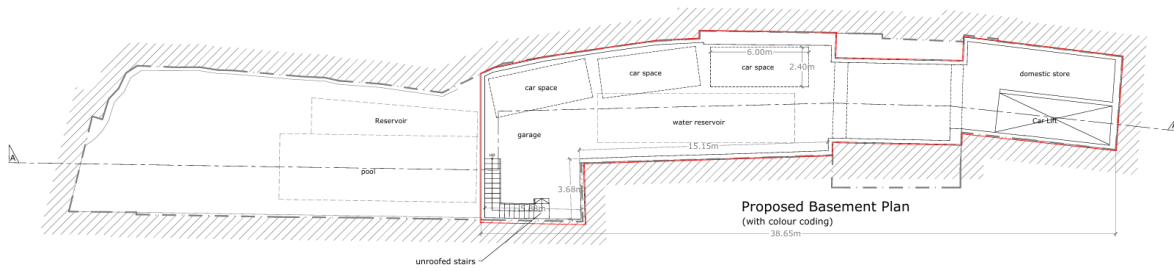 6.00m
car space
car space
2.40m
car space
domestic store
Reservoir
water reservoir
Car Lift
garage
A
A
15.15m
pool
3.68m
Proposed Basement Plan
(with colour coding)
38.65m
unroofed stairs